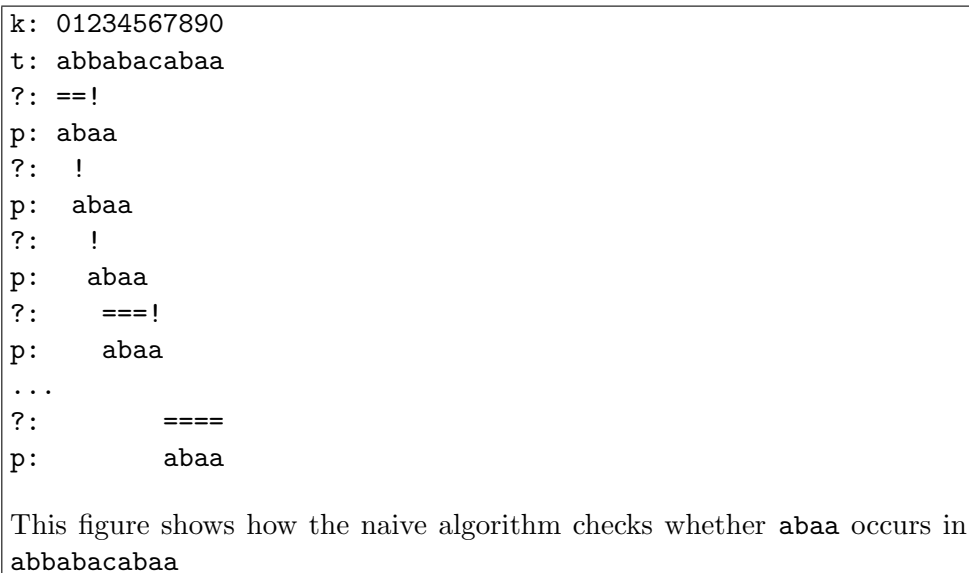 k: 01234567890
t: abbabacabaa
?: ==!
p: abaa
?:  !
p:  abaa
?:   !
p:   abaa
?:    ===!
p:    abaa
...
?:        ====
p:        abaa
This figure shows how the naive algorithm checks whether abaa occurs in
abbabacabaa